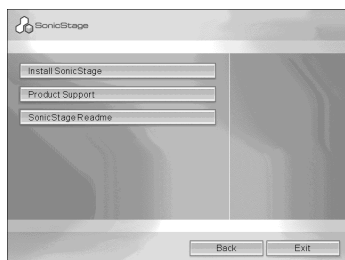 SonicStage
Install SonicStage
Product Support
SonicStage Readme
Back
Exit